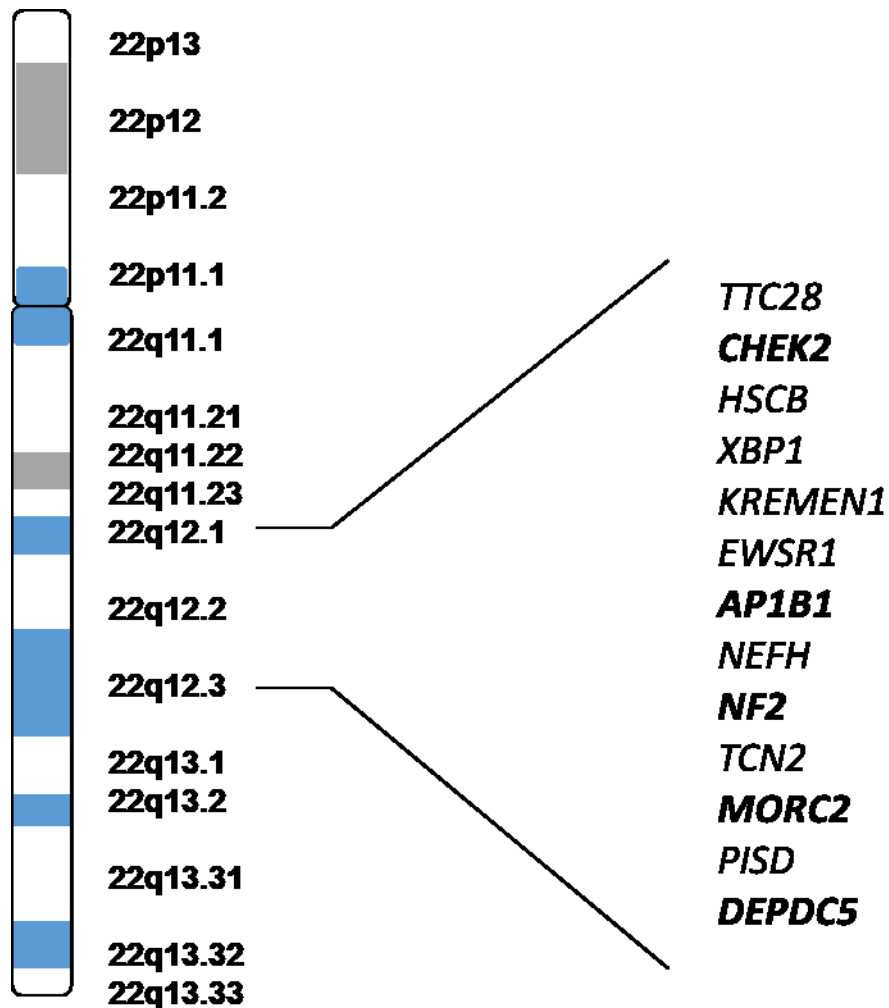 22p13
22p12
22p11.2
22p11.1
22q11.1
22q11.21
22q11.22
22q11.23
22q12.1
22q12.2
22q12.3
22q13.1
22q13.2
22q13.31
22q13.32
22q13.33
TTC28
CHEK2
HSCB
XBP1
KREMEN1
EWSR1
AP1B1
NEFH
NF2
TCN2
MORC2
PISD
DEPDC5